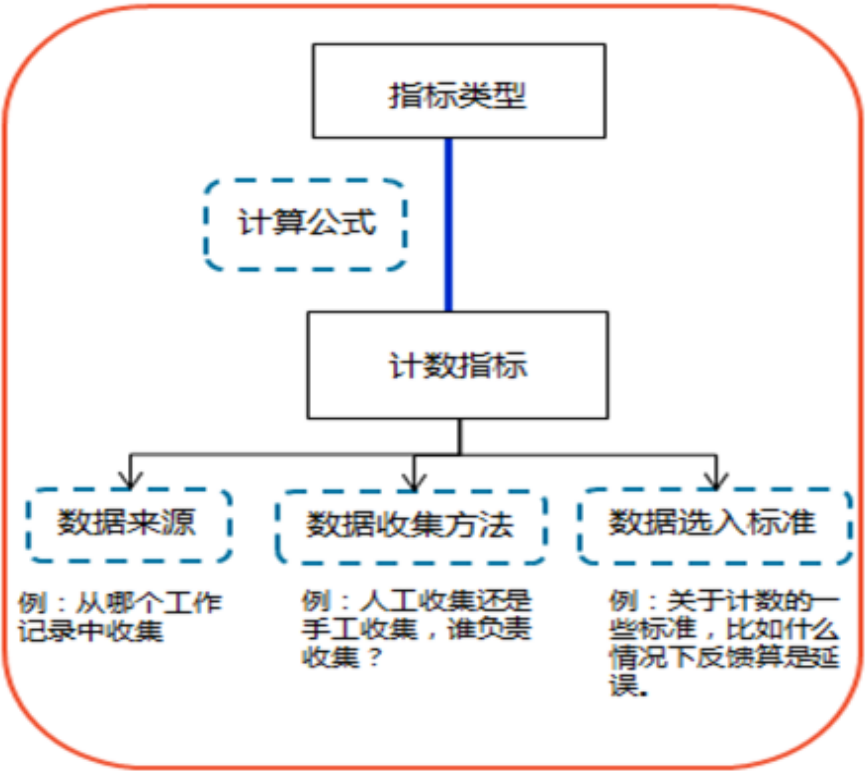 指标类型
计算公式
计数指标
数据来源
数据收集方法
数据选入标准
例：从哪个工作
记录中收集
例：人工收集还是
手工收集，谁负责
收集？
例：关于计数的一
些标准，比如什么
情况下反馈算是延
误。